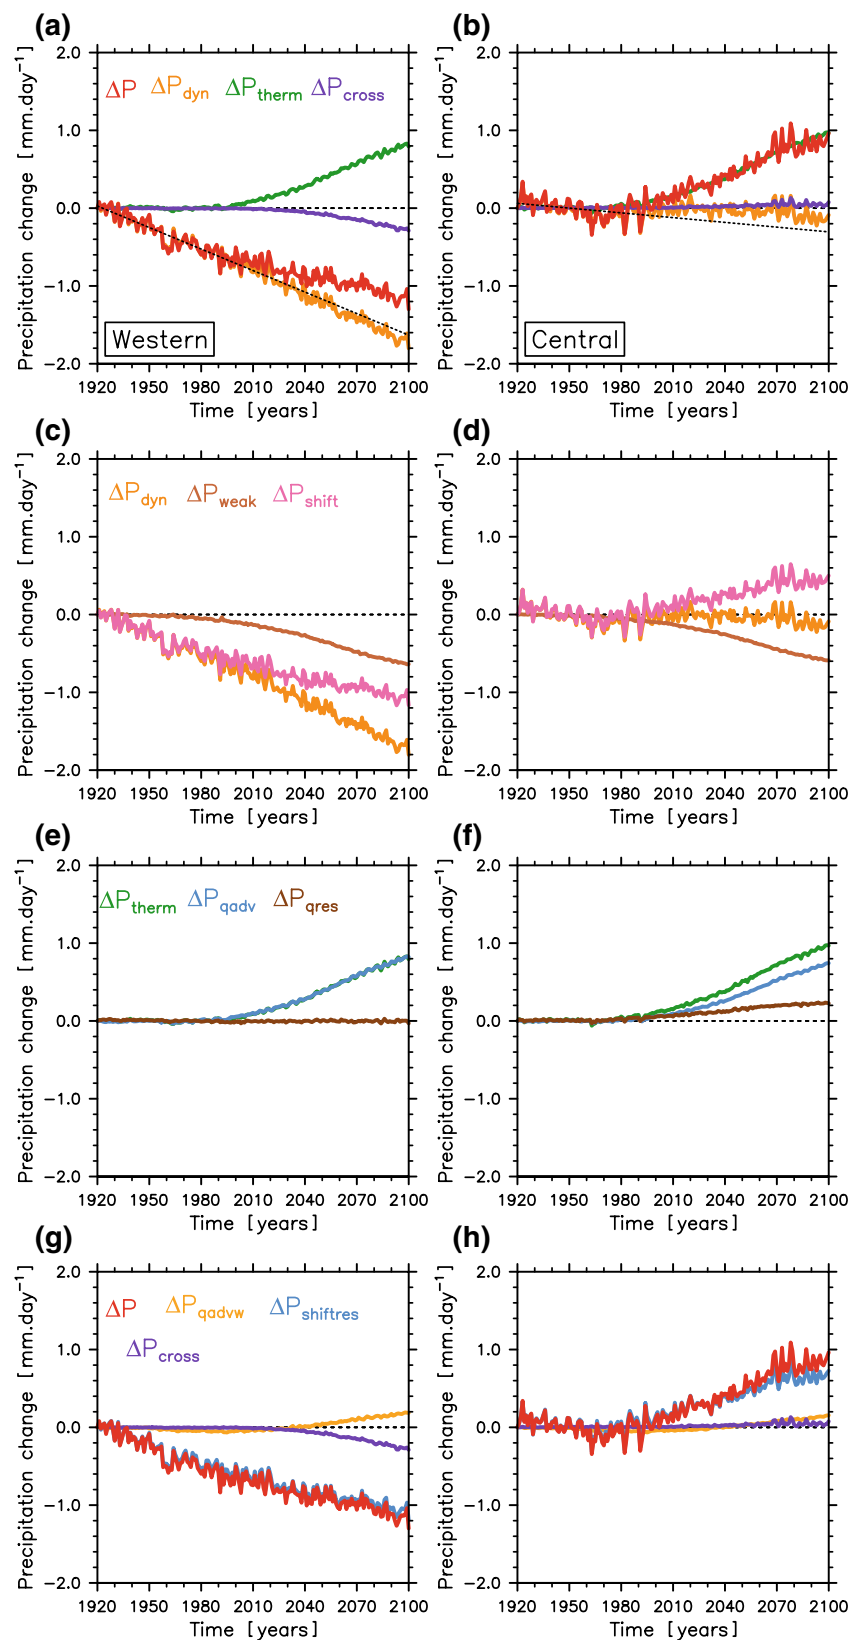 (a)
Precipitation change [mm.day⁻¹]
2.0
1.0
0.0
−1.0
−2.0
ΔP ΔPdyn ΔPtherm ΔPcross
Western
1920 1950 1980 2010 2040 2070 2100
Time [years]
(b)
Precipitation change [mm.day⁻¹]
2.0
1.0
0.0
−1.0
−2.0
Central
1920 1950 1980 2010 2040 2070 2100
Time [years]
(c)
Precipitation change [mm.day⁻¹]
2.0
1.0
0.0
−1.0
−2.0
ΔPdyn ΔPweak ΔPshift
1920 1950 1980 2010 2040 2070 2100
Time [years]
(d)
Precipitation change [mm.day⁻¹]
2.0
1.0
0.0
−1.0
−2.0
1920 1950 1980 2010 2040 2070 2100
Time [years]
(e)
Precipitation change [mm.day⁻¹]
2.0
1.0
0.0
−1.0
−2.0
ΔPtherm ΔPqadv ΔPqres
1920 1950 1980 2010 2040 2070 2100
Time [years]
(f)
Precipitation change [mm.day⁻¹]
2.0
1.0
0.0
−1.0
−2.0
1920 1950 1980 2010 2040 2070 2100
Time [years]
(g)
Precipitation change [mm.day⁻¹]
2.0
1.0
0.0
−1.0
−2.0
ΔP ΔPqadvw ΔPshiftres
ΔPcross
1920 1950 1980 2010 2040 2070 2100
Time [years]
(h)
Precipitation change [mm.day⁻¹]
2.0
1.0
0.0
−1.0
−2.0
1920 1950 1980 2010 2040 2070 2100
Time [years]